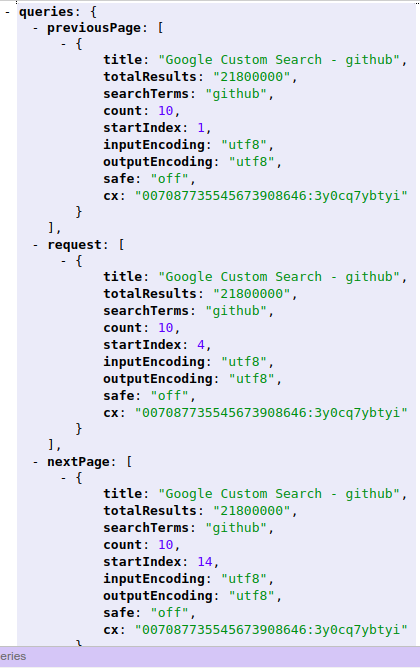 - queries: {
- previousPage: [
- {
title: "Google Custom Search - github",
totalResults: "21800000",
searchTerms: "github",
count: 10,
startIndex: 1,
inputEncoding: "utf8",
outputEncoding: "utf8",
safe: "off",
cx: "007087735545673908646:3y0cq7ybtyi"
}
],
- request: [
- {
title: "Google Custom Search - github",
totalResults: "21800000",
searchTerms: "github",
count: 10,
startIndex: 4,
inputEncoding: "utf8",
outputEncoding: "utf8",
safe: "off",
cx: "007087735545673908646:3y0cq7ybtyi"
}
],
- nextPage: [
- {
title: "Google Custom Search - github",
totalResults: "21800000",
searchTerms: "github",
count: 10,
startIndex: 14,
inputEncoding: "utf8",
outputEncoding: "utf8",
safe: "off",
cx: "007087735545673908646:3y0cq7ybtyi"
}
eries